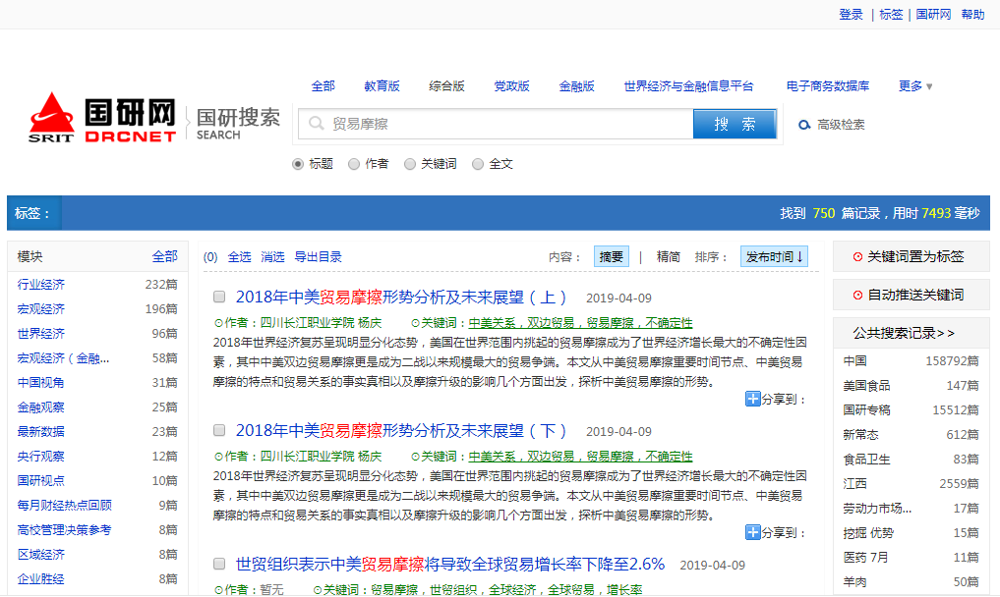 登录 | 标签 | 国研网 帮助
全部 教育版 综合版 党政版 金融版 世界经济与金融信息平台 电子商务数据库 更多▼
SRIT 国研网 DRCNET 国研搜索 SEARCH
贸易摩擦 搜 索 高级检索
标题 作者 关键词 全文
标签： 找到 750 篇记录，用时 7493 毫秒
模块 全部
行业经济 232篇
宏观经济 196篇
世界经济 96篇
宏观经济（金融... 58篇
中国视角 31篇
金融观察 25篇
最新数据 23篇
央行观察 12篇
国研视点 10篇
每月财经热点回顾 9篇
高校管理决策参考 8篇
区域经济 8篇
企业胜经 8篇
(0) 全选 消选 导出目录 内容： 摘要 | 精简 排序： 发布时间↓
2018年中美贸易摩擦形势分析及未来展望（上） 2019-04-09
⊙作者：四川长江职业学院 杨庆 ⊙关键词：中美关系，双边贸易，贸易摩擦，不确定性
2018年世界经济复苏呈现明显分化态势，美国在世界范围内挑起的贸易摩擦成为了世界经济增长最大的不确定性因
素，其中中美双边贸易摩擦更是成为二战以来规模最大的贸易争端。本文从中美贸易摩擦重要时间节点、中美贸易
摩擦的特点和贸易关系的事实真相以及摩擦升级的影响几个方面出发，探析中美贸易摩擦的形势。
分享到：
2018年中美贸易摩擦形势分析及未来展望（下） 2019-04-09
⊙作者：四川长江职业学院 杨庆 ⊙关键词：中美关系，双边贸易，贸易摩擦，不确定性
2018年世界经济复苏呈现明显分化态势，美国在世界范围内挑起的贸易摩擦成为了世界经济增长最大的不确定性因
素，其中中美双边贸易摩擦更是成为二战以来规模最大的贸易争端。本文从中美贸易摩擦重要时间节点、中美贸易
摩擦的特点和贸易关系的事实真相以及摩擦升级的影响几个方面出发，探析中美贸易摩擦的形势。
分享到：
世贸组织表示中美贸易摩擦将导致全球贸易增长率下降至2.6% 2019-04-09
⊙作者：暂无 ⊙关键词：贸易摩擦，世贸组织，全球经济，全球贸易，增长率
⊙ 关键词置为标签
⊙ 自动推送关键词
公共搜索记录>>
中国 158792篇
美国食品 147篇
国研专稿 15512篇
新常态 612篇
食品卫生 83篇
江西 2559篇
劳动力市场... 17篇
挖掘 优势 15篇
医药 7月 11篇
羊肉 50篇